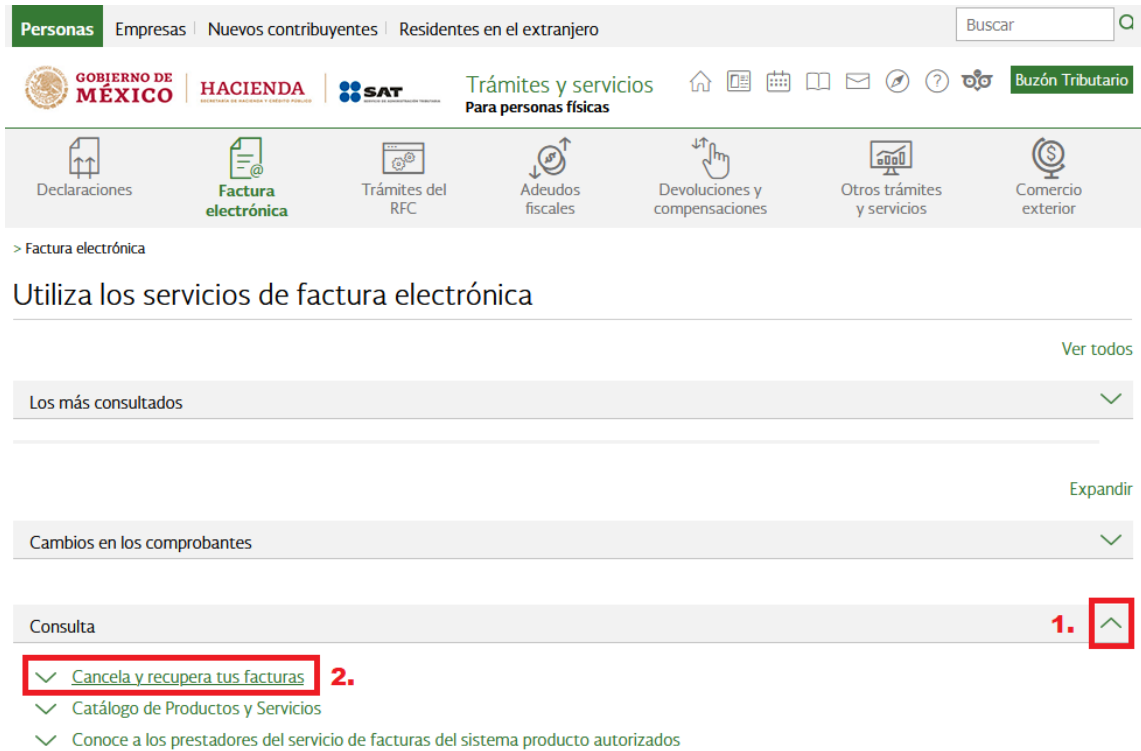 Personas Empresas Nuevos contribuyentes Residentes en el extranjero Buscar
GOBIERNO DE MÉXICO HACIENDA SAT Trámites y servicios Buzón Tributario
Para personas físicas
Declaraciones Factura electrónica Trámites del RFC Adeudos fiscales Devoluciones y compensaciones Otros trámites y servicios Comercio exterior
> Factura electrónica
Utiliza los servicios de factura electrónica
Ver todos
Los más consultados
Expandir
Cambios en los comprobantes
Consulta 1.
Cancela y recupera tus facturas 2.
Catálogo de Productos y Servicios
Conoce a los prestadores del servicio de facturas del sistema producto autorizados